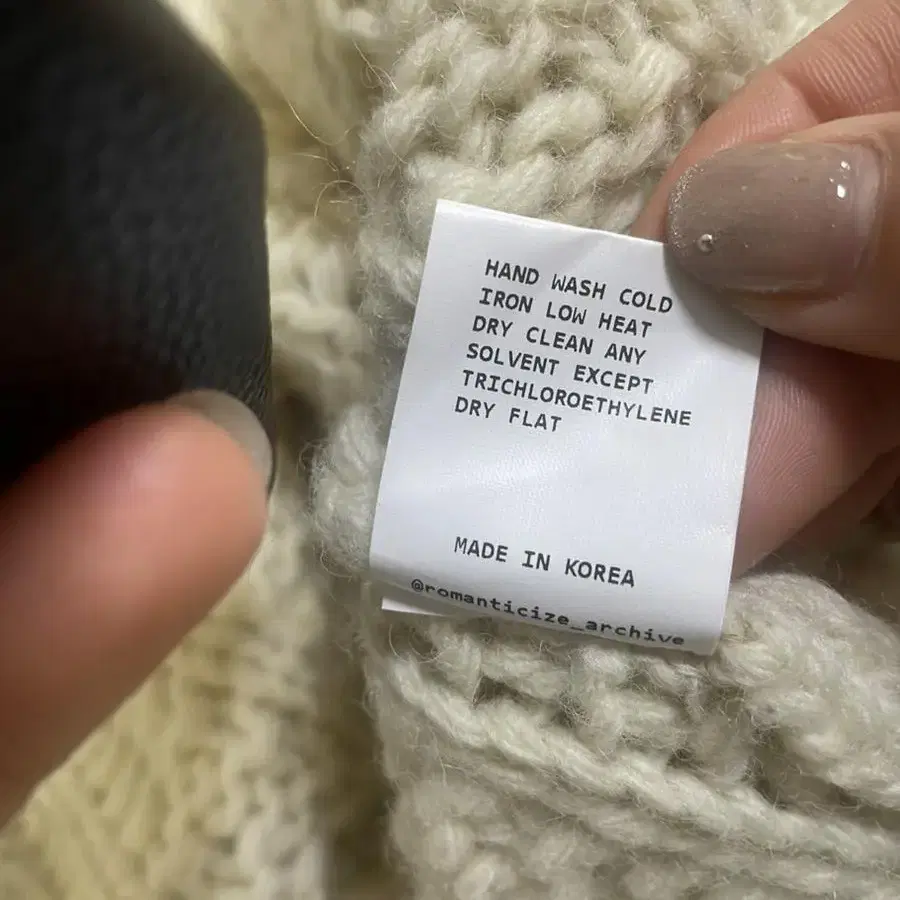 HAND WASH COLD
IRON LOW HEAT
DRY CLEAN ANY
SOLVENT EXCEPT
TRICHLOROETHYLENE
DRY FLAT
MADE IN KOREA
@romanticize_archive